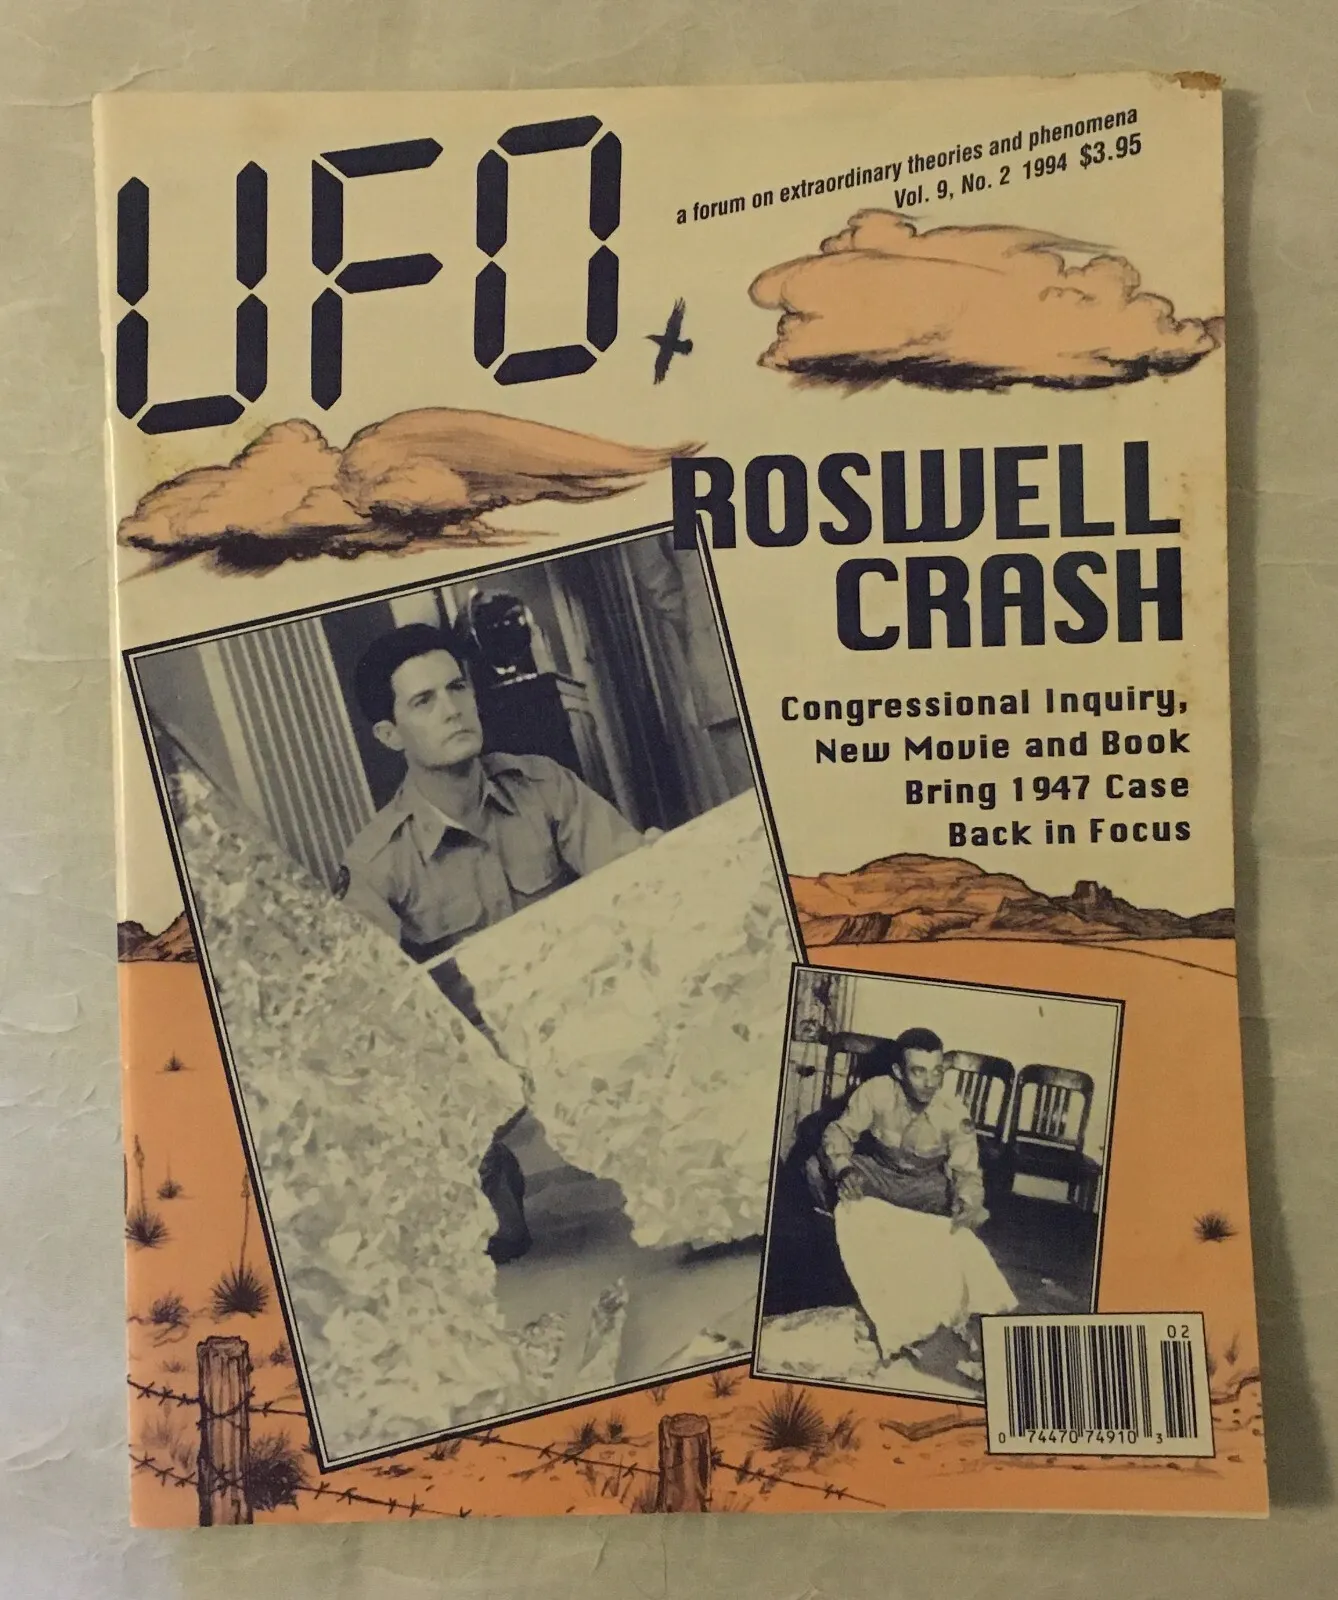 UFO
a forum on extraordinary theories and phenomena
Vol. 9, No. 2 1994 $3.95
ROSWELL
CRASH
Congressional Inquiry,
New Movie and Book
Bring 1947 Case
Back in Focus
02
0 74470 74910 3